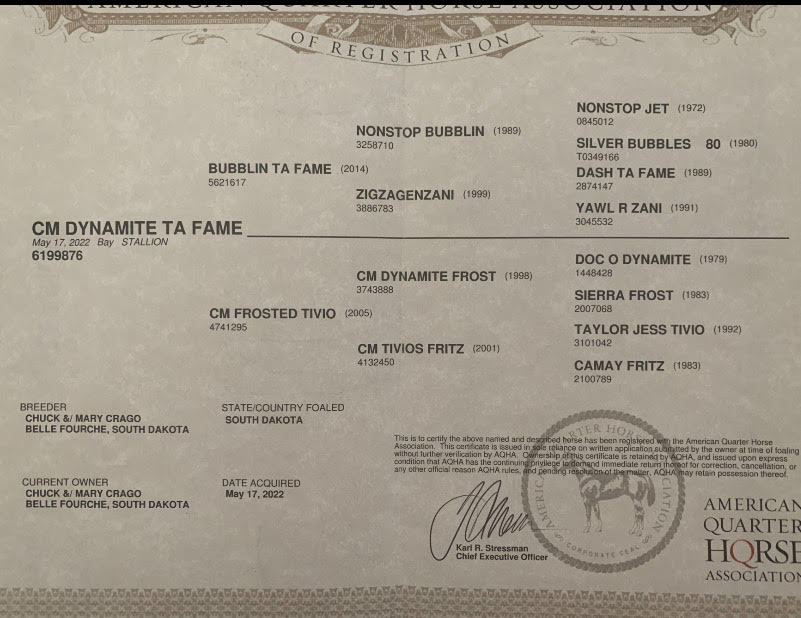 AMERICAN QUARTER HORSE ASSOCIATION
OF REGISTRATION
NONSTOP JET (1972)
0845012
NONSTOP BUBBLIN (1989)
3258710
SILVER BUBBLES 80 (1980)
T0349166
BUBBLIN TA FAME (2014)
5621617
DASH TA FAME (1989)
2874147
ZIGZAGENZANI (1999)
3886783
YAWL R ZANI (1991)
3045532
CM DYNAMITE TA FAME
May 17, 2022 Bay STALLION
6199876
DOC O DYNAMITE (1979)
1448428
CM DYNAMITE FROST (1998)
3743888
SIERRA FROST (1983)
2007068
CM FROSTED TIVIO (2005)
4741295
TAYLOR JESS TIVIO (1992)
3101042
CM TIVIOS FRITZ (2001)
4132450
CAMAY FRITZ (1983)
2100789
BREEDER
CHUCK &/ MARY CRAGO
BELLE FOURCHE, SOUTH DAKOTA
STATE/COUNTRY FOALED
SOUTH DAKOTA
CURRENT OWNER
CHUCK &/ MARY CRAGO
BELLE FOURCHE, SOUTH DAKOTA
DATE ACQUIRED
May 17, 2022
This is to certify the above named and described horse has been registered with the American Quarter Horse
Association. This certificate is issued in sole reliance on written application submitted by the owner at time of foaling
without further verification by AQHA. Ownership of this certificate is retained by AQHA, and issued upon express
condition that AQHA has the continuing privilege to demand immediate return thereof for correction, cancellation, or
any other official reason AQHA rules, and pending resolution of the matter, AQHA may retain possession thereof.
Karl R. Stressman
Chief Executive Officer
CORPORATE SEAL
AMERICAN
QUARTER
HORSE
ASSOCIATION